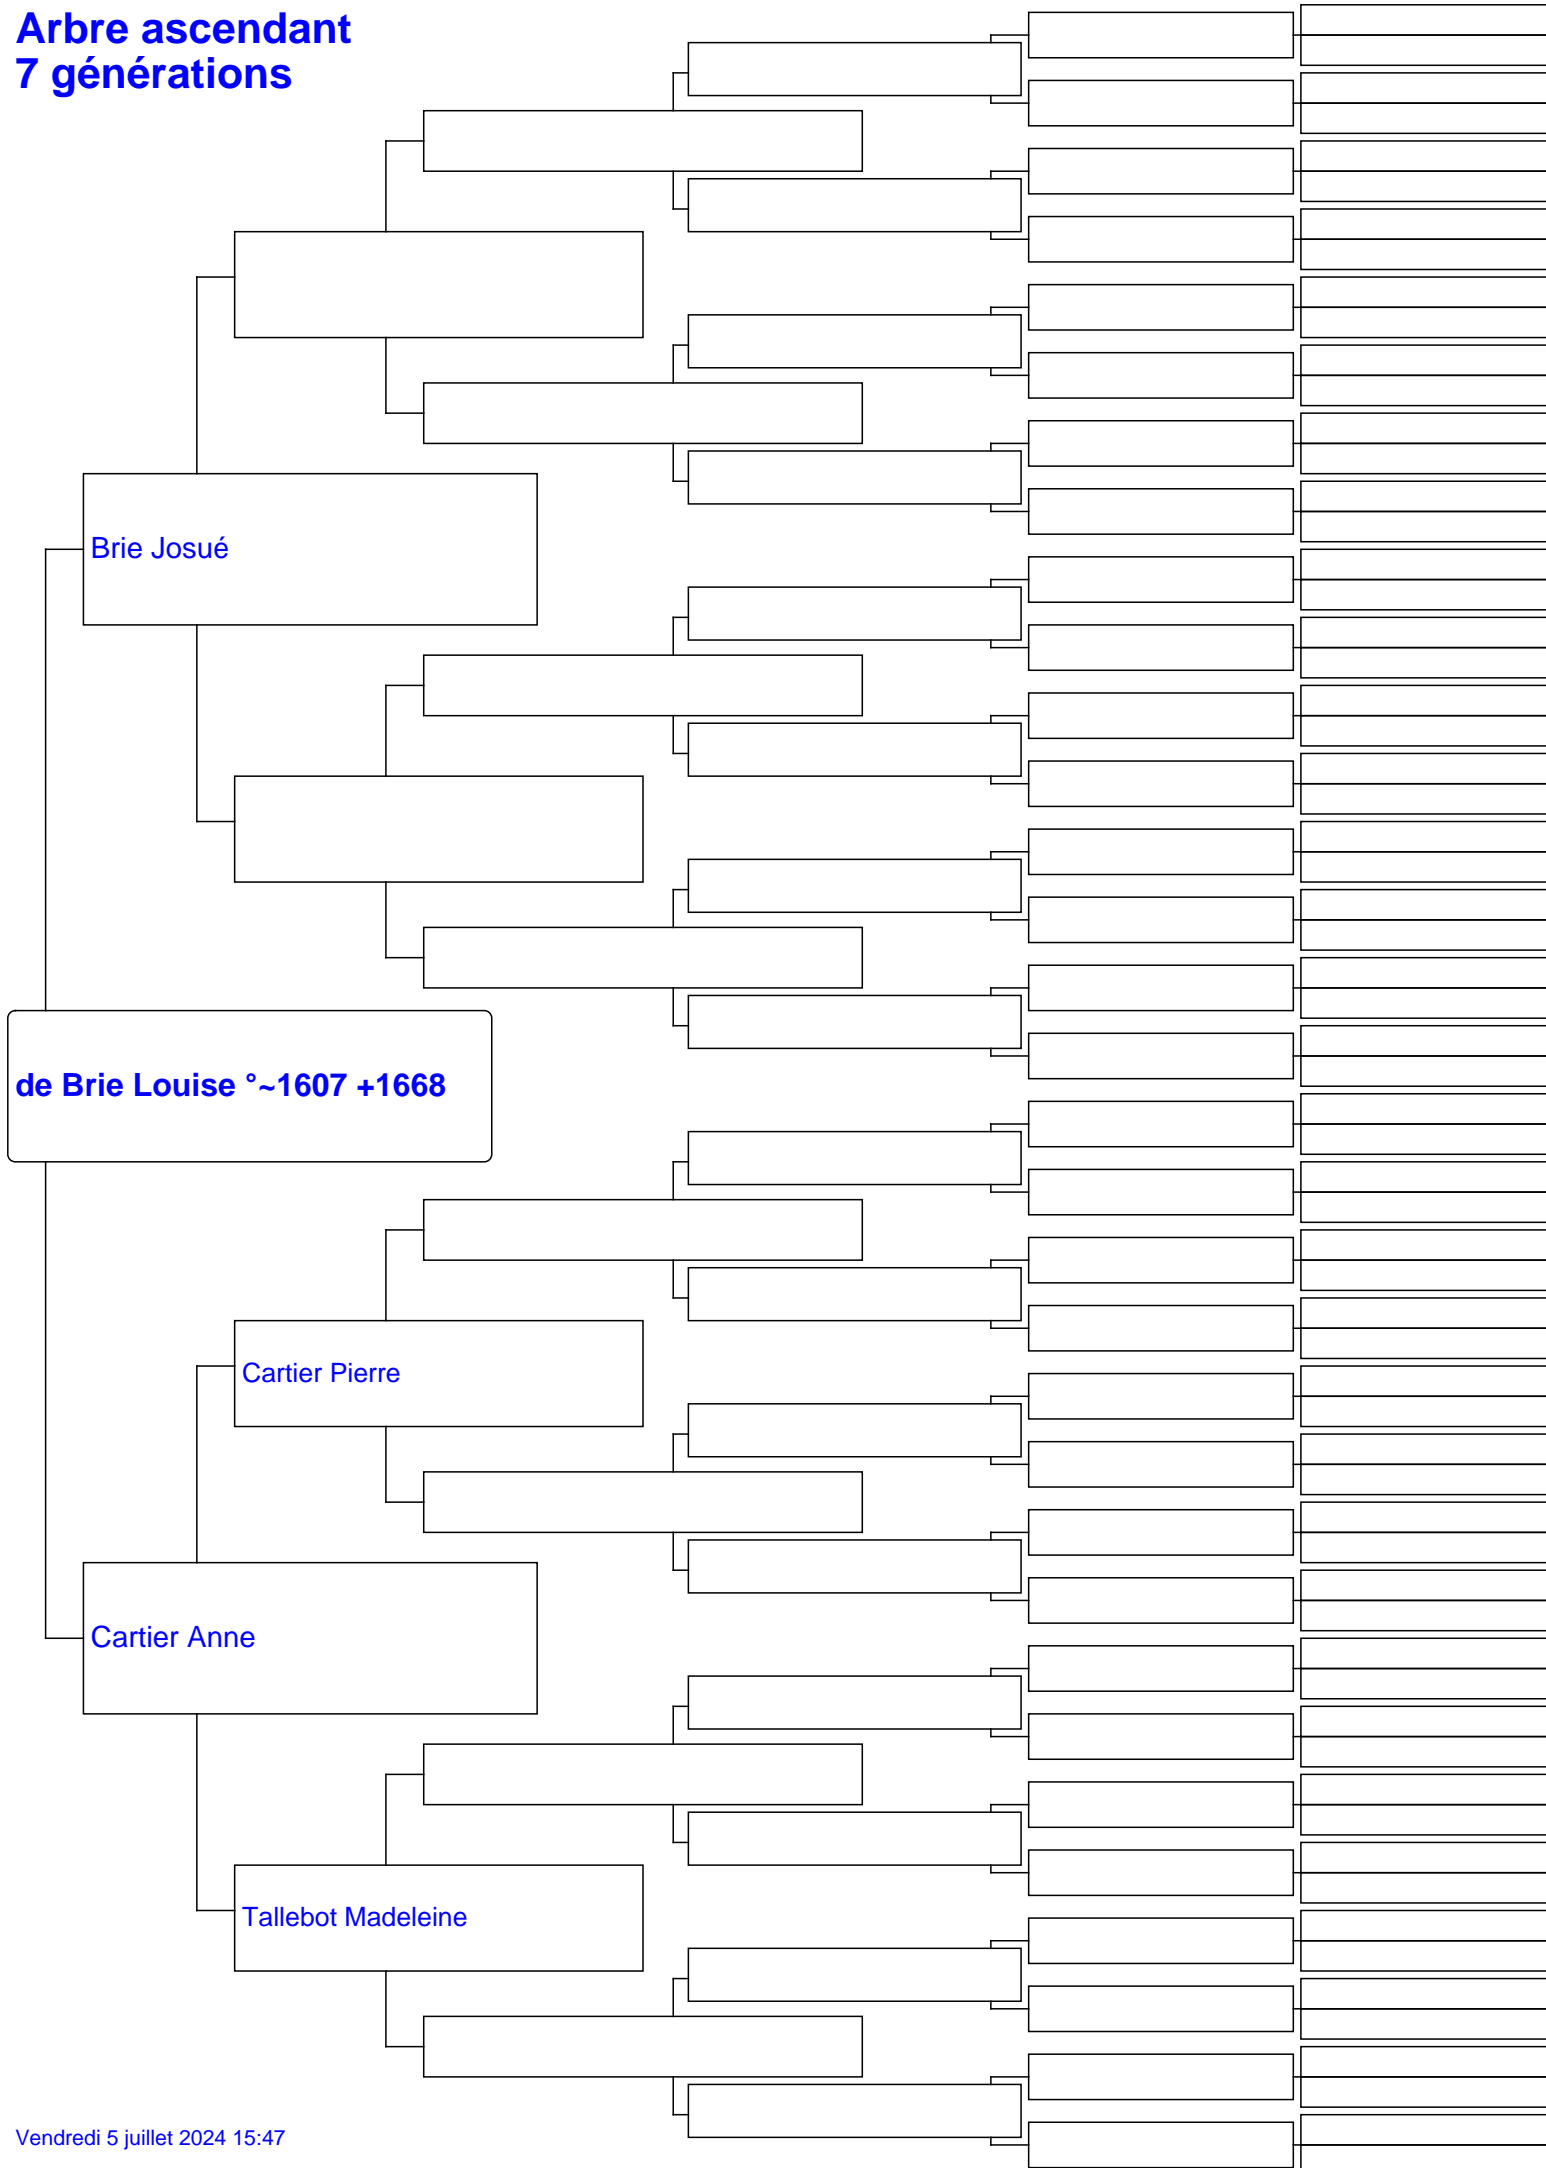 Arbre ascendant
7 générations
Brie Josué
de Brie Louise °~1607 +1668
Cartier Pierre
Cartier Anne
Tallebot Madeleine
Vendredi 5 juillet 2024 15:47